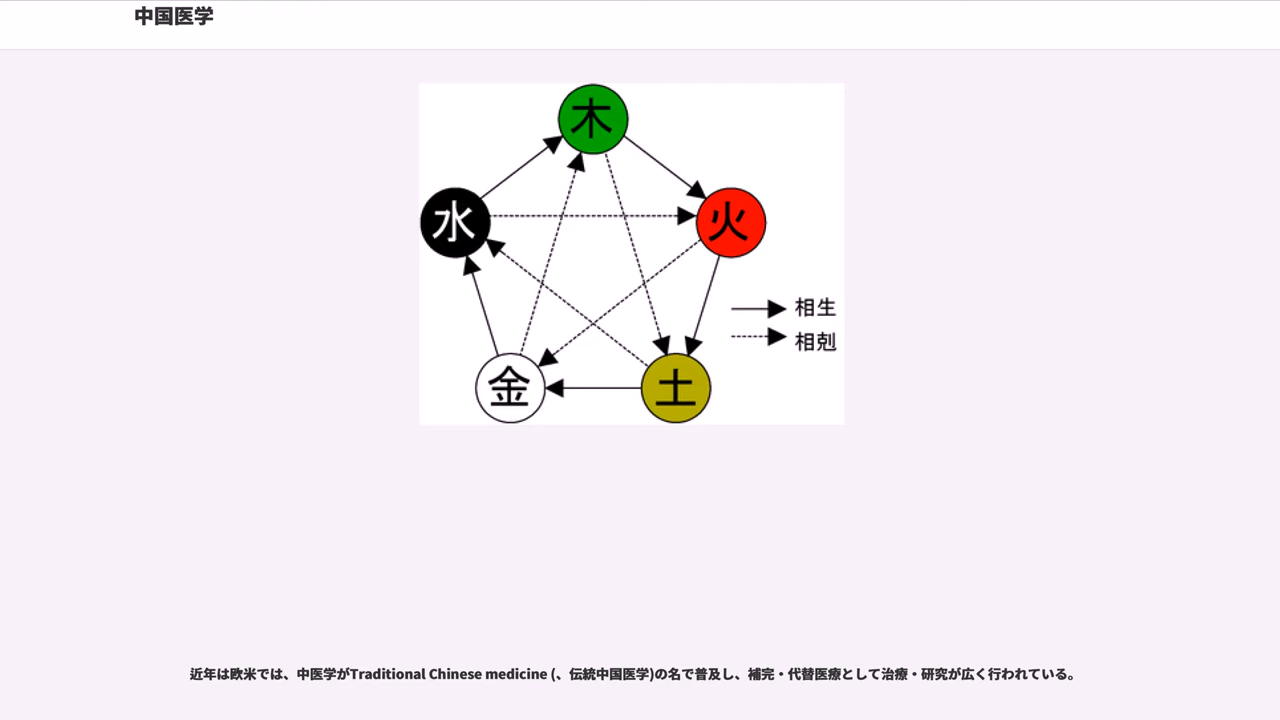 中国医学
木
水
火
相生
相剋
金
土
近年は欧米では、中医学がTraditional Chinese medicine (、伝統中国医学)の名で普及し、補完・代替医療として治療・研究が広く行われている。